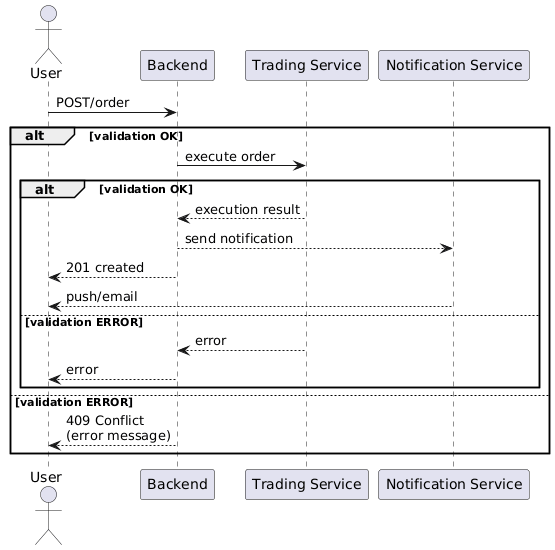 User
Backend
Trading Service
Notification Service
POST/order
alt [validation OK]
execute order
alt [validation OK]
execution result
send notification
201 created
push/email
[validation ERROR]
error
error
[validation ERROR]
409 Conflict
(error message)
User
Backend
Trading Service
Notification Service